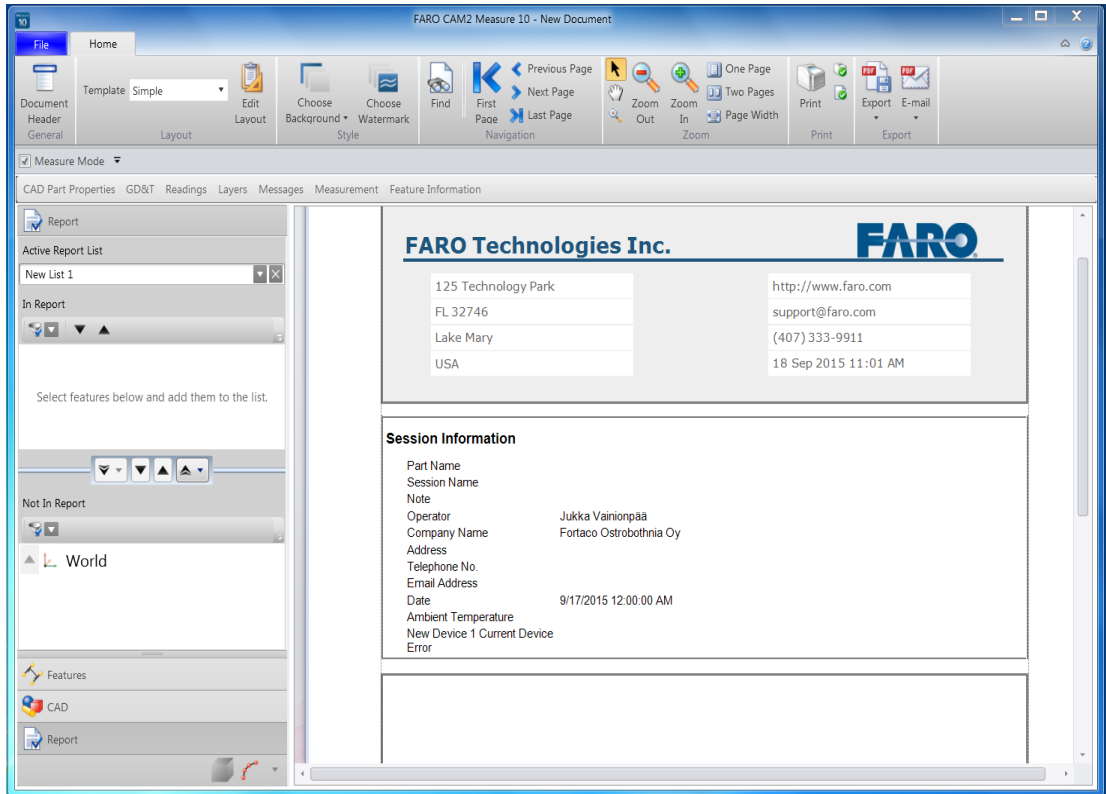 FARO CAM2 Measure 10 - New Document
10
File Home
Document Header
Template Simple
Edit Layout
Choose Background
Choose Watermark
Find
First Page
Previous Page
Next Page
Last Page
Zoom Out
Zoom In
One Page
Two Pages
Page Width
Print
PDF
Export
PDF
E-mail
General Layout Style Navigation Zoom Print Export
Measure Mode
CAD Part Properties GD&T Readings Layers Messages Measurement Feature Information
Report
Active Report List
New List 1
In Report
Select features below and add them to the list.
Not In Report
World
Features
CAD
Report
FARO Technologies Inc.
FARO
125 Technology Park
FL 32746
Lake Mary
USA
http://www.faro.com
support@faro.com
(407) 333-9911
18 Sep 2015 11:01 AM
Session Information
Part Name
Session Name
Note
Operator Jukka Vainionpää
Company Name Fortaco Ostrobothnia Oy
Address
Telephone No.
Email Address
Date 9/17/2015 12:00:00 AM
Ambient Temperature
New Device 1 Current Device
Error